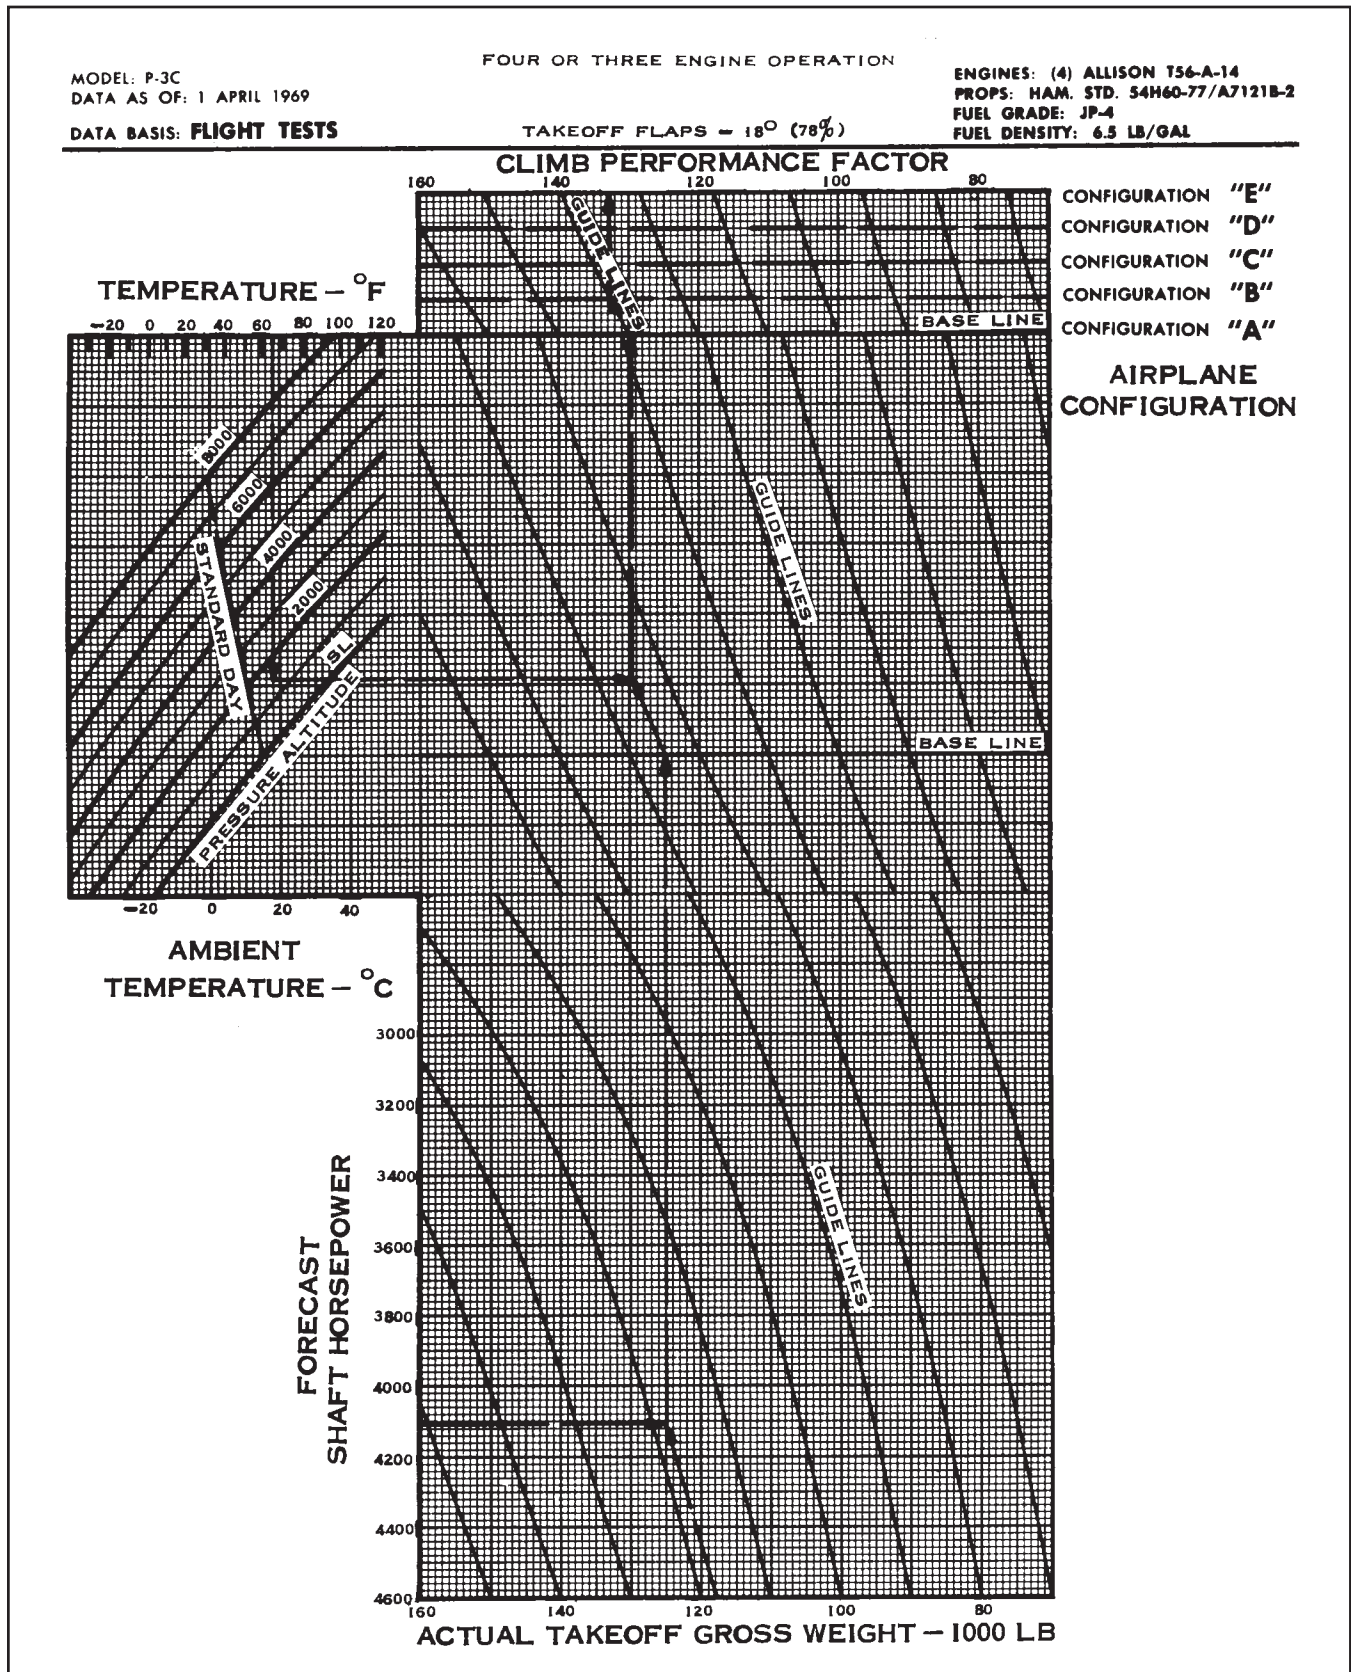 FOUR OR THREE ENGINE OPERATION
MODEL: P-3C
DATA AS OF: 1 APRIL 1969
DATA BASIS: FLIGHT TESTS
TAKEOFF FLAPS — 18° (78%)
ENGINES: (4) ALLISON T56-A-14
PROPS: HAM. STD. 54H60-77/A7121B-2
FUEL GRADE: JP-4
FUEL DENSITY: 6.5 LB/GAL
CLIMB PERFORMANCE FACTOR
160 140 120 100 80
CONFIGURATION "E"
CONFIGURATION "D"
CONFIGURATION "C"
CONFIGURATION "B"
CONFIGURATION "A"
GUIDE LINES
BASE LINE
AIRPLANE
CONFIGURATION
TEMPERATURE — °F
—20 0 20 40 60 80 100 120
8000
6000
4000
2000
SL
STANDARD DAY
PRESSURE ALTITUDE
GUIDE LINES
BASE LINE
—20 0 20 40
AMBIENT
TEMPERATURE — °C
3000
3200
3400
3600
3800
4000
4200
4400
4600
FORECAST
SHAFT HORSEPOWER
GUIDE LINES
160 140 120 100 80
ACTUAL TAKEOFF GROSS WEIGHT — 1000 LB